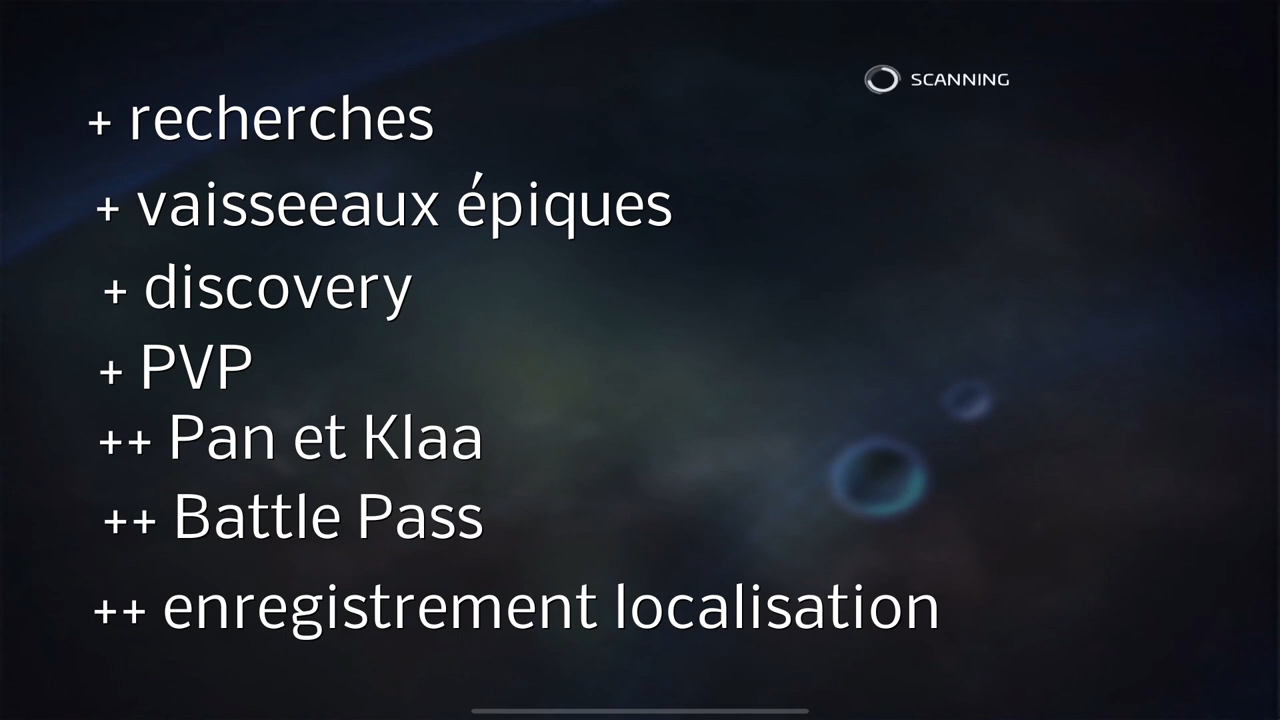 SCANNING
+ recherches
+ vaisseeaux épiques
+ discovery
+ PVP
++ Pan et Klaa
++ Battle Pass
++ enregistrement localisation